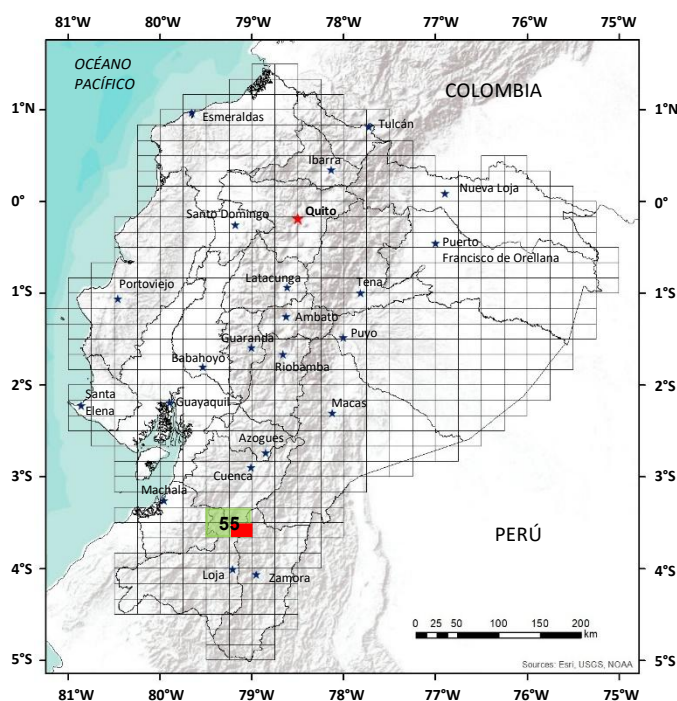 81°W 80°W 79°W 78°W 77°W 76°W 75°W
OCÉANO
PACÍFICO
COLOMBIA
1°N
1°N
Esmeraldas
Tulcán
Ibarra
Nueva Loja
0°
0°
Santo Domingo
Quito
Puerto
Francisco de Orellana
Latacunga
Tena
Portoviejo
1°S
1°S
Ambato
Guaranda
Puyo
Babahoyo
Riobamba
2°S
2°S
Santa
Elena
Guayaquil
Macas
Azogues
3°S
3°S
Cuenca
Machala
55
PERÚ
4°S
4°S
Loja
Zamora
0 25 50 100 150 200
km
5°S
5°S
Sources: Esri, USGS, NOAA
81°W 80°W 79°W 78°W 77°W 76°W 75°W